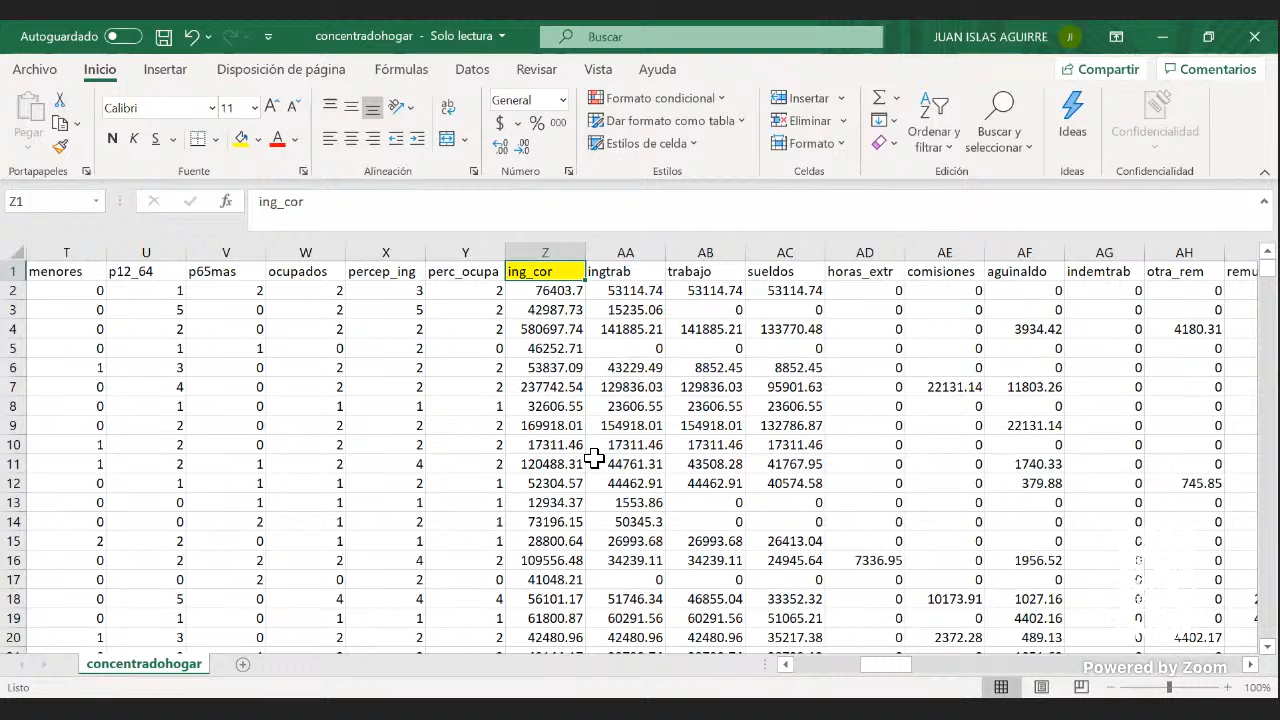 Autoguardado
concentradohogar - Solo lectura
Buscar
JUAN ISLAS AGUIRRE
JI
Archivo Inicio Insertar Disposición de página Fórmulas Datos Revisar Vista Ayuda Compartir Comentarios
Pegar
Calibri 11
N K S
General
$ % 000
Formato condicional
Dar formato como tabla
Estilos de celda
Insertar
Eliminar
Formato
Ordenar y filtrar
Buscar y seleccionar
Ideas
Confidencialidad
Portapapeles Fuente Alineación Número Estilos Celdas Edición Ideas Confidencialidad
Z1 fx ing_cor
T U V W X Y Z AA AB AC AD AE AF AG AH
1 menores p12_64 p65mas ocupados percep_ing perc_ocupa ing_cor ingtrab trabajo sueldos horas_extr comisiones aguinaldo indemtrab otra_rem remu
2 0 1 2 2 3 2 76403.7 53114.74 53114.74 53114.74 0 0 0 0 0
3 0 5 0 2 5 2 42987.73 15235.06 0 0 0 0 0 0 0
4 0 2 0 2 2 2 580697.74 141885.21 141885.21 133770.48 0 0 3934.42 0 4180.31
5 0 1 1 0 2 0 46252.71 0 0 0 0 0 0 0 0
6 1 3 0 2 2 2 53837.09 43229.49 8852.45 8852.45 0 0 0 0 0
7 0 4 0 2 2 2 237742.54 129836.03 129836.03 95901.63 0 22131.14 11803.26 0 0
8 0 1 0 1 1 1 32606.55 23606.55 23606.55 23606.55 0 0 0 0 0
9 0 2 0 2 2 2 169918.01 154918.01 154918.01 132786.87 0 0 22131.14 0 0
10 1 2 0 2 2 2 17311.46 17311.46 17311.46 17311.46 0 0 0 0 0
11 1 2 1 2 4 2 120488.31 44761.31 43508.28 41767.95 0 0 1740.33 0 0
12 0 1 1 1 2 1 52304.57 44462.91 44462.91 40574.58 0 0 379.88 0 745.85
13 0 0 1 1 1 1 12934.37 1553.86 0 0 0 0 0 0 0
14 0 0 2 1 2 1 73196.15 50345.3 0 0 0 0 0 0 0
15 2 2 0 1 1 1 28800.64 26993.68 26993.68 26413.04 0 0 0 0 0
16 0 2 2 2 4 2 109556.48 34239.11 34239.11 24945.64 7336.95 0 1956.52 0 0
17 0 0 2 0 2 0 41048.21 0 0 0 0 0 0 0 0
18 0 5 0 4 4 4 56101.17 51746.34 46855.04 33352.32 0 10173.91 1027.16 0 0
19 0 1 0 1 1 1 61800.87 60291.56 60291.56 51065.21 0 0 4402.16 0 0
20 1 3 0 2 2 2 42480.96 42480.96 42480.96 35217.38 0 2372.28 489.13 0 4402.17
concentradohogar
Powered by Zoom
Listo 100%